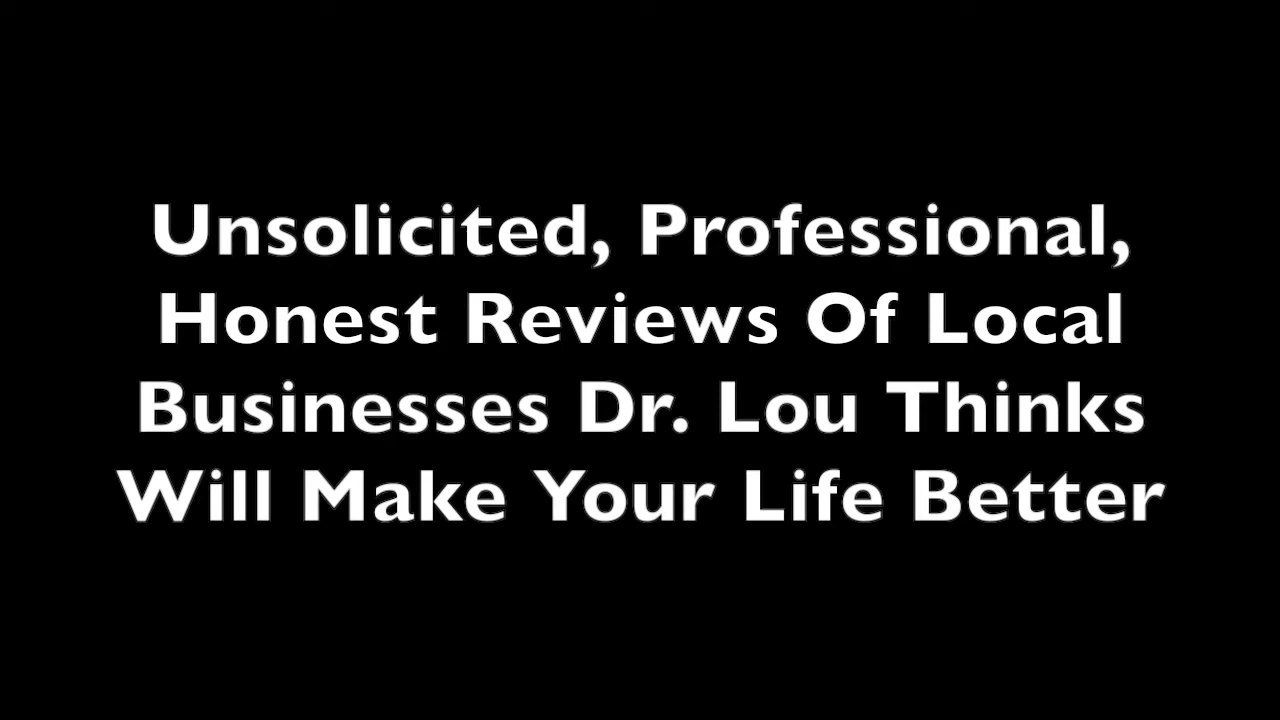 Unsolicited, Professional,
Honest Reviews Of Local
Businesses Dr. Lou Thinks
Will Make Your Life Better